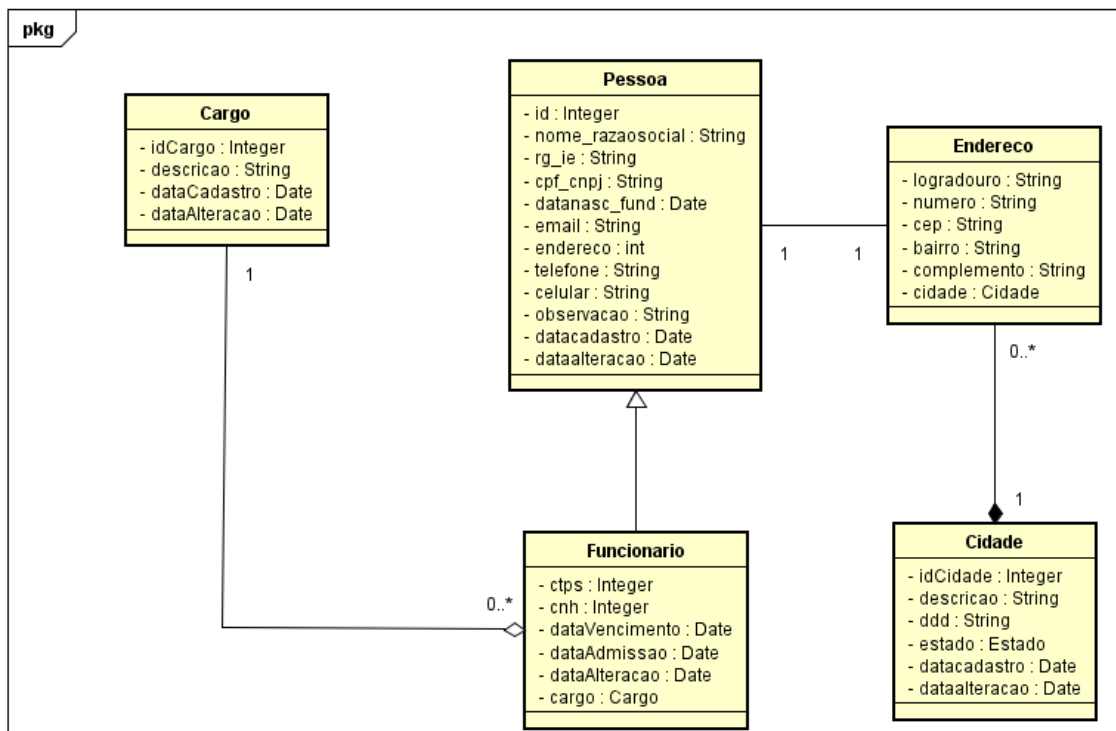 pkg
Cargo
- idCargo : Integer
- descricao : String
- dataCadastro : Date
- dataAlteracao : Date
1
Pessoa
- id : Integer
- nome_razaosocial : String
- rg_ie : String
- cpf_cnpj : String
- datanasc_fund : Date
- email : String
- endereco : int
- telefone : String
- celular : String
- observacao : String
- datacadastro : Date
- dataalteracao : Date
1
1
Endereco
- logradouro : String
- numero : String
- cep : String
- bairro : String
- complemento : String
- cidade : Cidade
0..*
1
Funcionario
- ctps : Integer
- cnh : Integer
- dataVencimento : Date
- dataAdmissao : Date
- dataAlteracao : Date
- cargo : Cargo
0..*
Cidade
- idCidade : Integer
- descricao : String
- ddd : String
- estado : Estado
- datacadastro : Date
- dataalteracao : Date